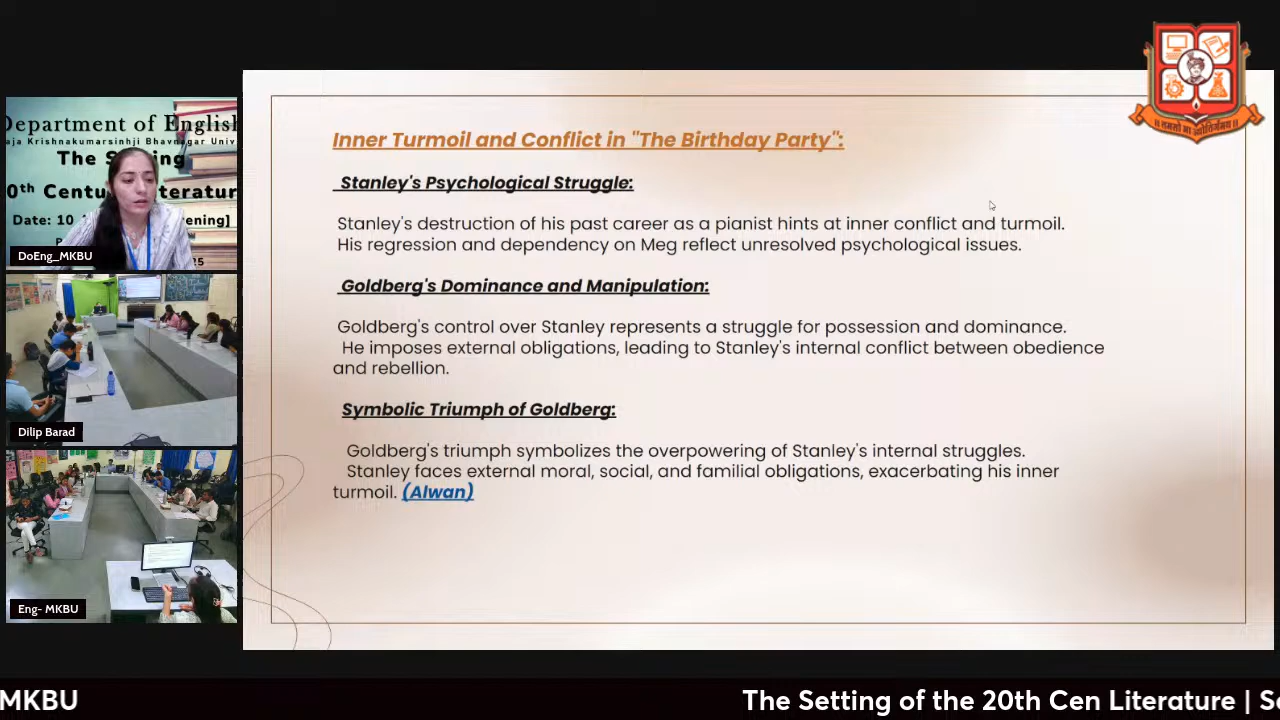 Department of English
aja Krishnakumarsinhji Bhavnagar Univ
The
0th Centu
Date: 10
DoEng_MKBU
Dilip Barad
Eng- MKBU
Inner Turmoil and Conflict in "The Birthday Party":
Stanley's Psychological Struggle:
Stanley's destruction of his past career as a pianist hints at inner conflict and turmoil.
His regression and dependency on Meg reflect unresolved psychological issues.
Goldberg's Dominance and Manipulation:
Goldberg's control over Stanley represents a struggle for possession and dominance.
He imposes external obligations, leading to Stanley's internal conflict between obedience
and rebellion.
Symbolic Triumph of Goldberg:
Goldberg's triumph symbolizes the overpowering of Stanley's internal struggles.
Stanley faces external moral, social, and familial obligations, exacerbating his inner
turmoil. (Alwan)
MKBU
The Setting of the 20th Cen Literature | S